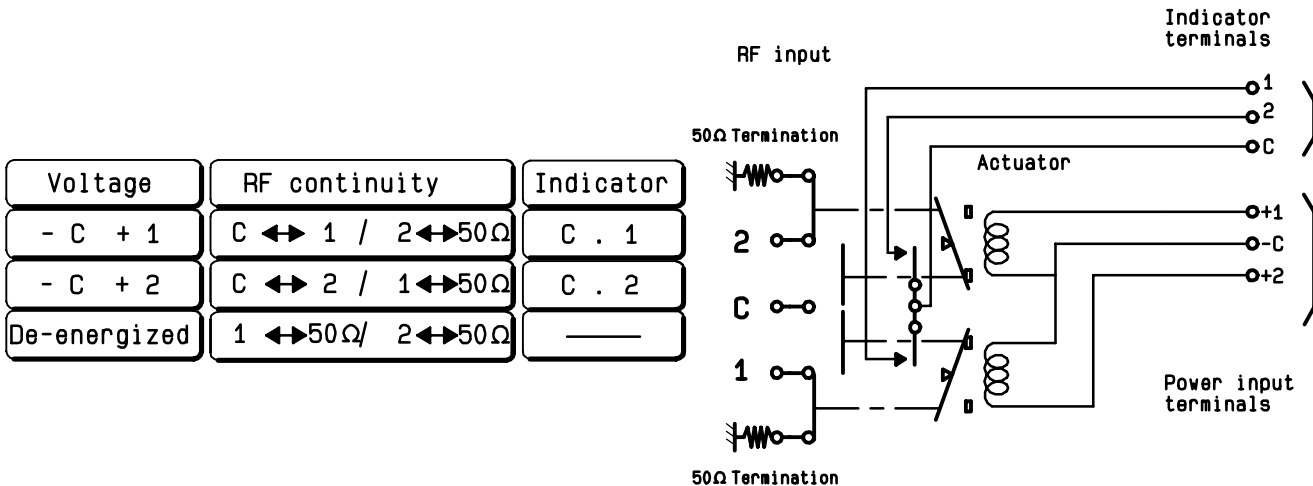 Voltage RF continuity Indicator
- C + 1 C ↔ 1 / 2↔50Ω C . 1
- C + 2 C ↔ 2 / 1↔50Ω C . 2
De-energized 1 ↔50Ω/ 2↔50Ω ———
RF input
Indicator
terminals
1
2
C
50Ω Termination
Actuator
2
C
1
+1
-C
+2
Power input
terminals
50Ω Termination